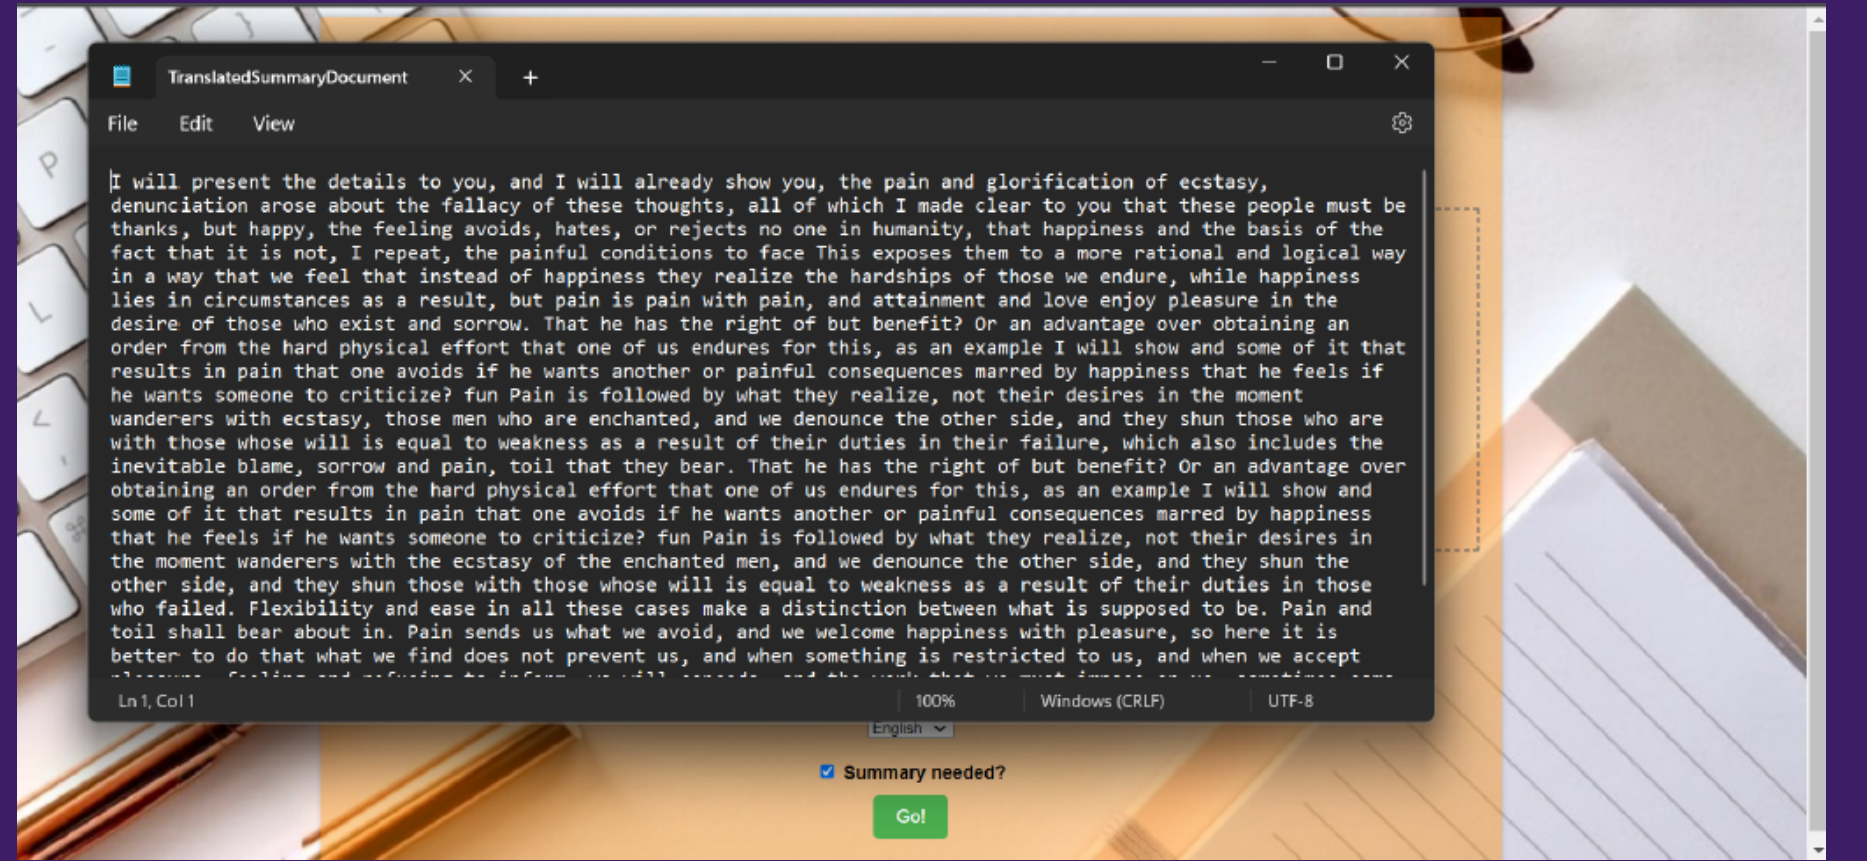 TranslatedSummaryDocument
File Edit View
I will present the details to you, and I will already show you, the pain and glorification of ecstasy,
denunciation arose about the fallacy of these thoughts, all of which I made clear to you that these people must be
thanks, but happy, the feeling avoids, hates, or rejects no one in humanity, that happiness and the basis of the
fact that it is not, I repeat, the painful conditions to face This exposes them to a more rational and logical way
in a way that we feel that instead of happiness they realize the hardships of those we endure, while happiness
lies in circumstances as a result, but pain is pain with pain, and attainment and love enjoy pleasure in the
desire of those who exist and sorrow. That he has the right of but benefit? Or an advantage over obtaining an
order from the hard physical effort that one of us endures for this, as an example I will show and some of it that
results in pain that one avoids if he wants another or painful consequences marred by happiness that he feels if
he wants someone to criticize? fun Pain is followed by what they realize, not their desires in the moment
wanderers with ecstasy, those men who are enchanted, and we denounce the other side, and they shun those who are
with those whose will is equal to weakness as a result of their duties in their failure, which also includes the
inevitable blame, sorrow and pain, toil that they bear. That he has the right of but benefit? Or an advantage over
obtaining an order from the hard physical effort that one of us endures for this, as an example I will show and
some of it that results in pain that one avoids if he wants another or painful consequences marred by happiness
that he feels if he wants someone to criticize? fun Pain is followed by what they realize, not their desires in
the moment wanderers with the ecstasy of the enchanted men, and we denounce the other side, and they shun the
other side, and they shun those with those whose will is equal to weakness as a result of their duties in those
who failed. Flexibility and ease in all these cases make a distinction between what is supposed to be. Pain and
toil shall bear about in. Pain sends us what we avoid, and we welcome happiness with pleasure, so here it is
better to do that what we find does not prevent us, and when something is restricted to us, and when we accept
Ln 1, Col 1 100% Windows (CRLF) UTF-8
English
Summary needed?
Go!
P
L